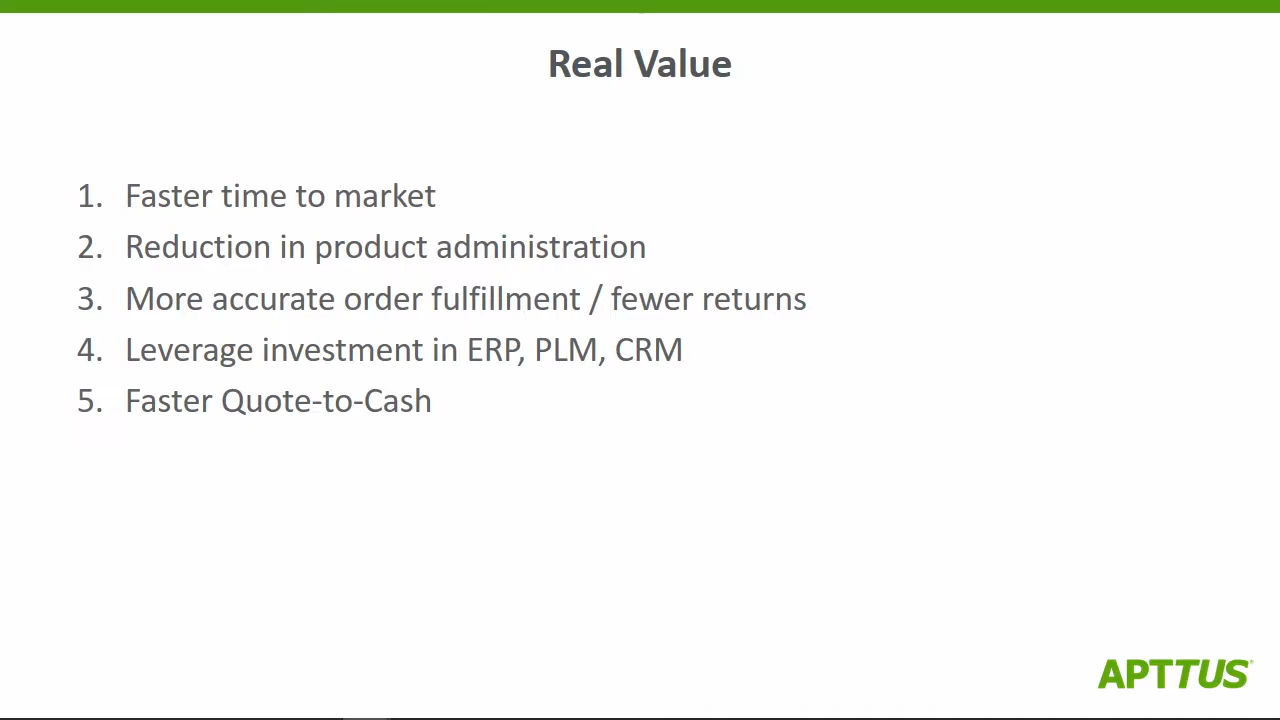 Real Value
1. Faster time to market
2. Reduction in product administration
3. More accurate order fulfillment / fewer returns
4. Leverage investment in ERP, PLM, CRM
5. Faster Quote-to-Cash
APTTUS®